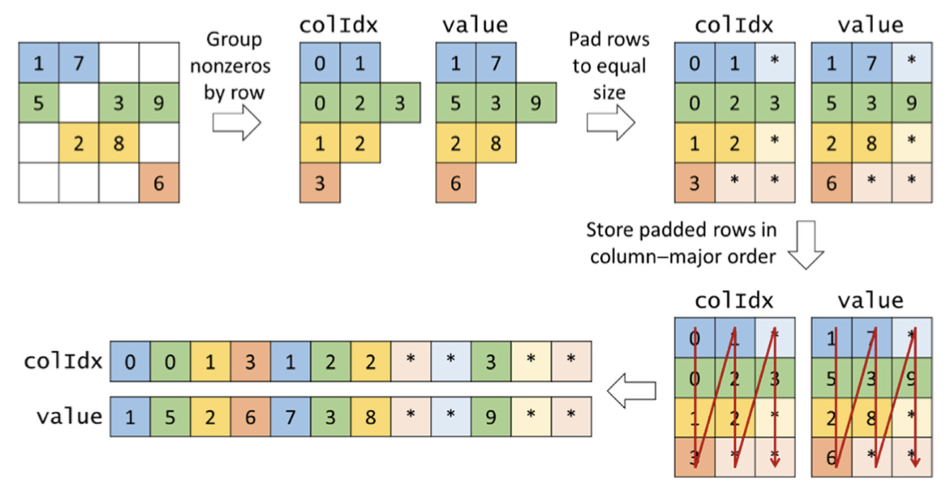 colIdx value colIdx value
Group
nonzeros
by row
Pad rows
to equal
size
1 7
5 3 9
2 8
6
0 1
0 2 3
1 2
3
1 7
5 3 9
2 8
6
0 1 *
0 2 3
1 2 *
3 * *
1 7 *
5 3 9
2 8 *
6 * *
Store padded rows in
column–major order
colIdx value
0 1 *
0 2 3
1 2 *
3 * *
1 7 *
5 3 9
2 8 *
6 * *
colIdx 0 0 1 3 1 2 2 * * 3 * *
value 1 5 2 6 7 3 8 * * 9 * *